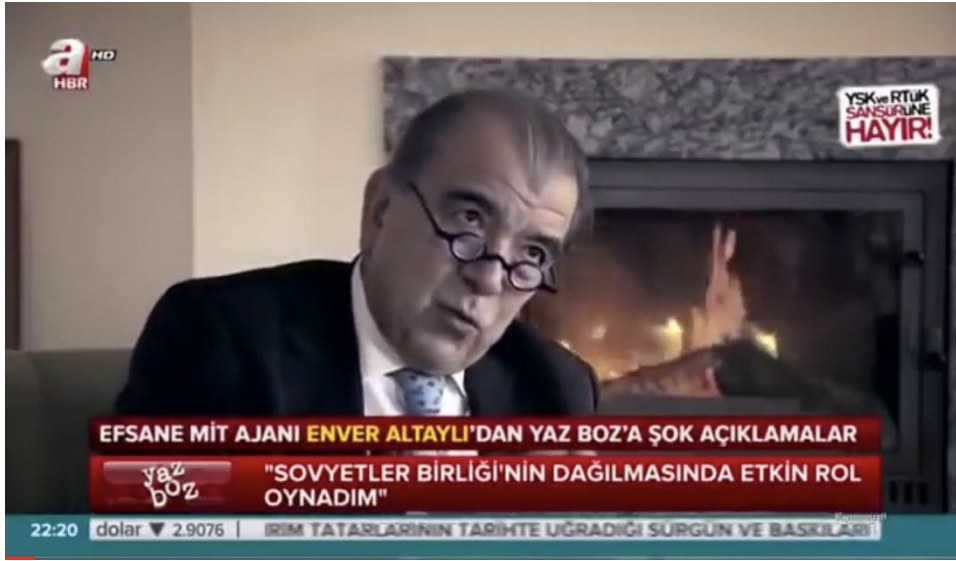 a HD
HBR
YSK ve RTÜK
SANSÜRÜNE
HAYIR!
EFSANE MİT AJANI ENVER ALTAYLI'DAN YAZ BOZ'A ŞOK AÇIKLAMALAR
yaz
boz
"SOVYETLER BİRLİĞİ'NİN DAĞILMASINDA ETKİN ROL
OYNADIM"
22:20 dolar ▼ 2.9076 | IRIM TATARLARININ TARİHTE UĞRADIĞI SÜRGÜN VE BASKILARI